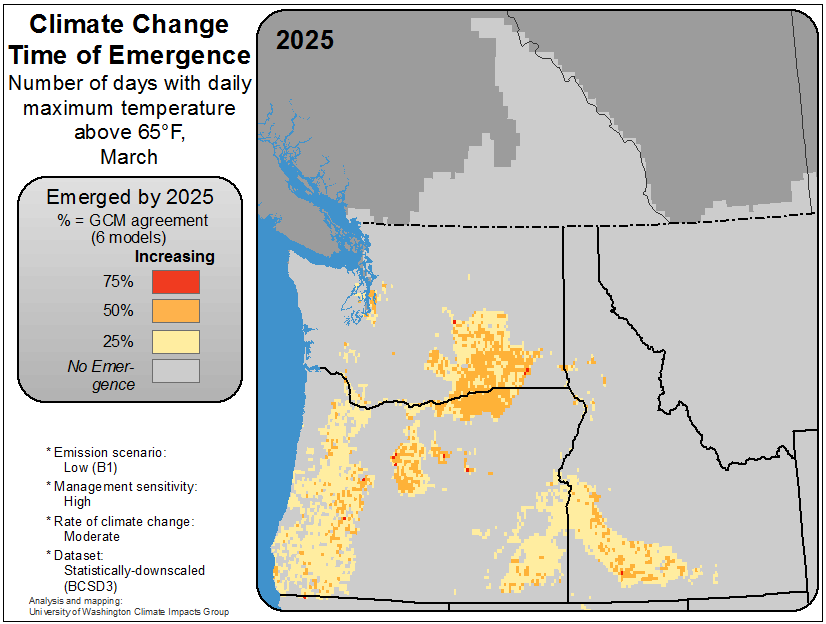 Climate Change
Time of Emergence
Number of days with daily
maximum temperature
above 65°F,
March
2025
Emerged by 2025
% = GCM agreement
(6 models)
Increasing
75%
50%
25%
No Emer-
gence
* Emission scenario:
Low (B1)
* Management sensitivity:
High
* Rate of climate change:
Moderate
* Dataset:
Statistically-downscaled
(BCSD3)
Analysis and mapping:
University of Washington Climate Impacts Group